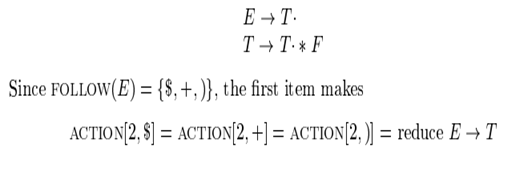 E → T·
T → T· * F
Since FOLLOW(E) = {$, +, )}, the first item makes
ACTION[2, $] = ACTION[2, +] = ACTION[2, )] = reduce E → T